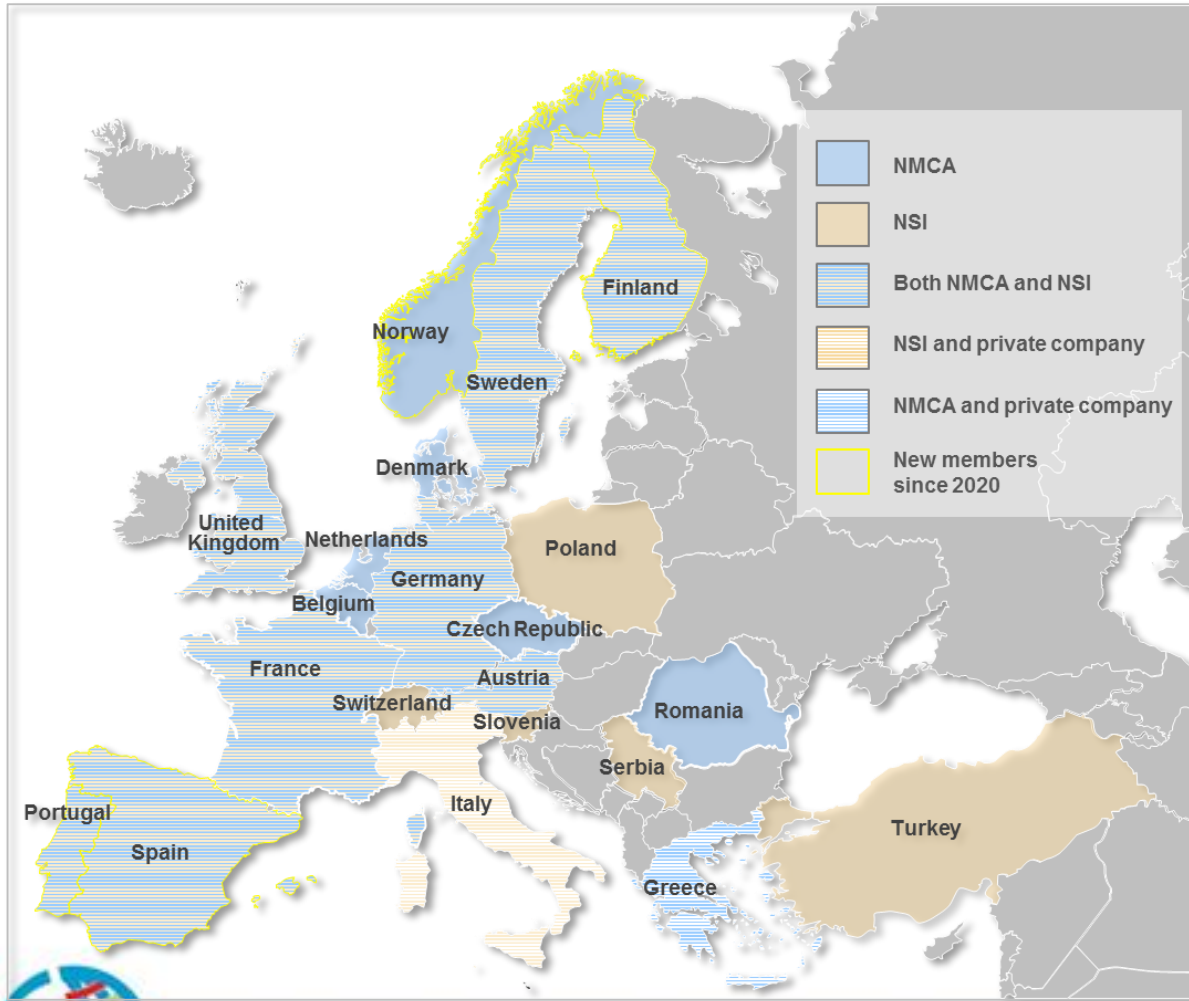 NMCA
NSI
Both NMCA and NSI
NSI and private company
NMCA and private company
New members
since 2020
Finland
Norway
Sweden
Denmark
United
Kingdom
Netherlands
Poland
Germany
Belgium
Czech Republic
France
Austria
Switzerland
Slovenia
Romania
Serbia
Italy
Portugal
Spain
Turkey
Greece